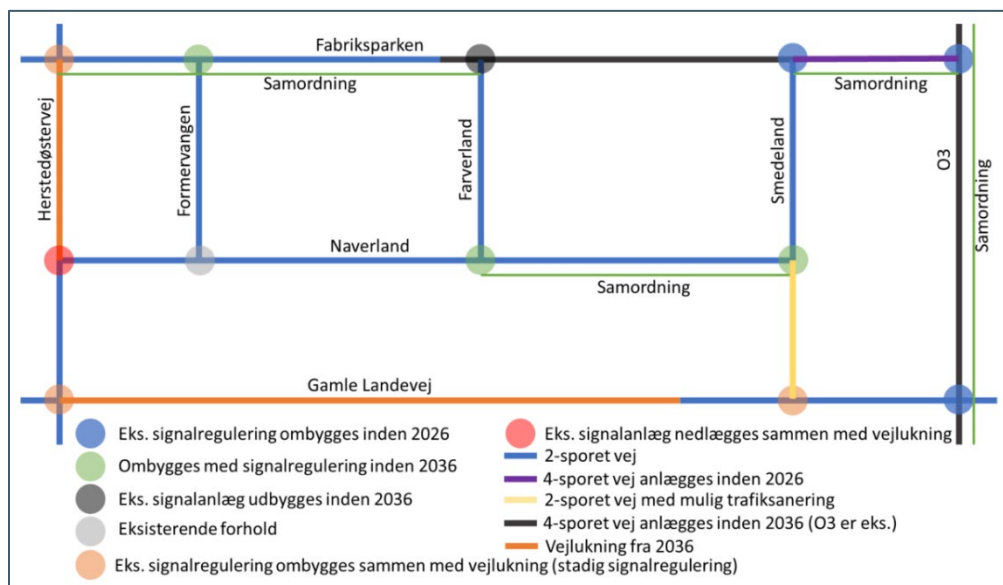 Fabriksparken
Samordning
Samordning
Herstedøstervej
Formervangen
Farverland
Smedeland
O3
Samordning
Naverland
Samordning
Gamle Landevej
Eks. signalregulering ombygges inden 2026
Ombygges med signalregulering inden 2036
Eks. signalanlæg udbygges inden 2036
Eksisterende forhold
Eks. signalregulering ombygges sammen med vejlukning (stadig signalregulering)
Eks. signalanlæg nedlægges sammen med vejlukning
2-sporet vej
4-sporet vej anlægges inden 2026
2-sporet vej med mulig trafiksanering
4-sporet vej anlægges inden 2036 (O3 er eks.)
Vejlukning fra 2036